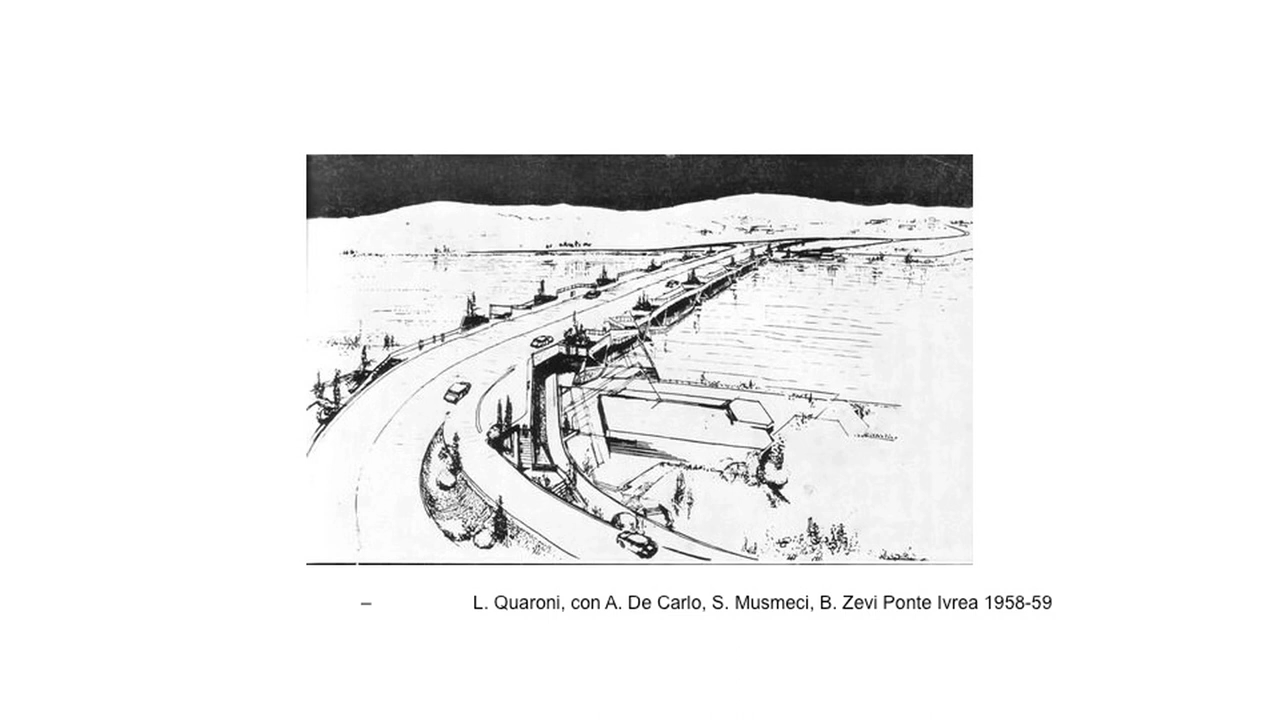 – L. Quaroni, con A. De Carlo, S. Musmeci, B. Zevi Ponte Ivrea 1958-59